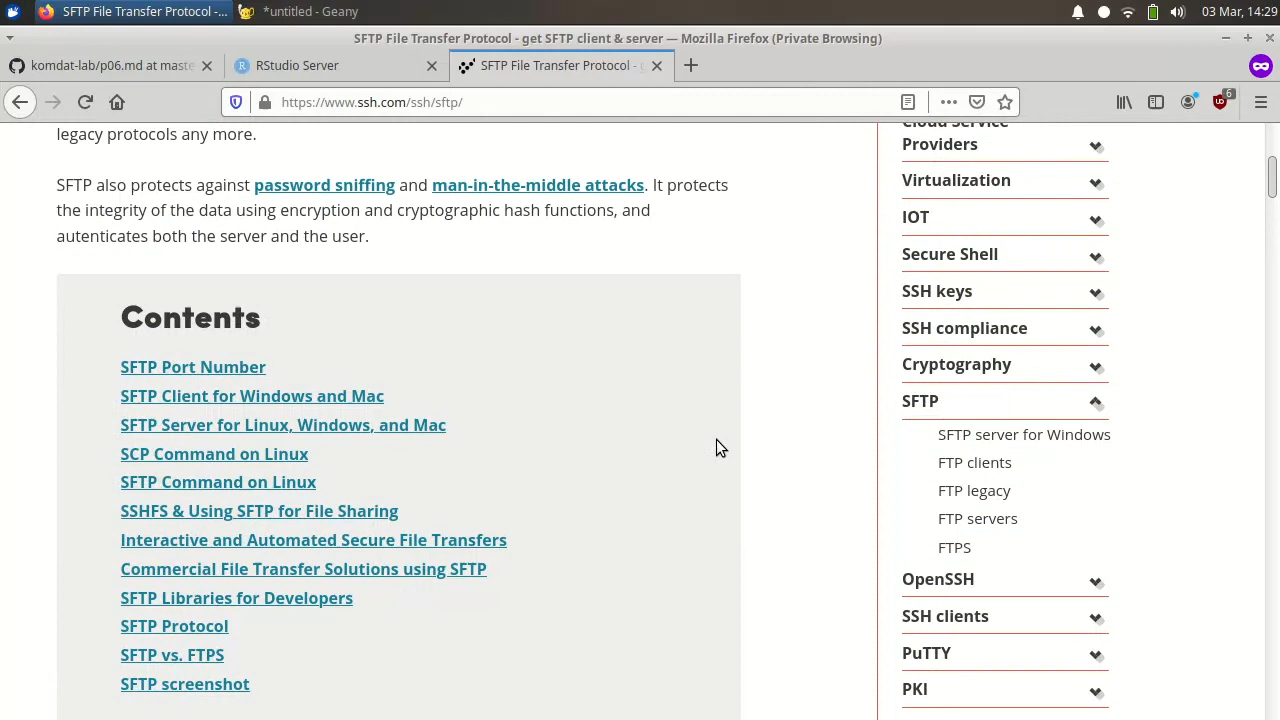 SFTP File Transfer Protocol -...
*untitled - Geany
03 Mar, 14:29
SFTP File Transfer Protocol - get SFTP client & server — Mozilla Firefox (Private Browsing)
komdat-lab/p06.md at maste
RStudio Server
SFTP File Transfer Protocol - g
https://www.ssh.com/ssh/sftp/
6
legacy protocols any more.
SFTP also protects against password sniffing and man-in-the-middle attacks. It protects
the integrity of the data using encryption and cryptographic hash functions, and
autenticates both the server and the user.
Contents
SFTP Port Number
SFTP Client for Windows and Mac
SFTP Server for Linux, Windows, and Mac
SCP Command on Linux
SFTP Command on Linux
SSHFS & Using SFTP for File Sharing
Interactive and Automated Secure File Transfers
Commercial File Transfer Solutions using SFTP
SFTP Libraries for Developers
SFTP Protocol
SFTP vs. FTPS
SFTP screenshot
Cloud Service
Providers
Virtualization
IOT
Secure Shell
SSH keys
SSH compliance
Cryptography
SFTP
SFTP server for Windows
FTP clients
FTP legacy
FTP servers
FTPS
OpenSSH
SSH clients
PuTTY
PKI